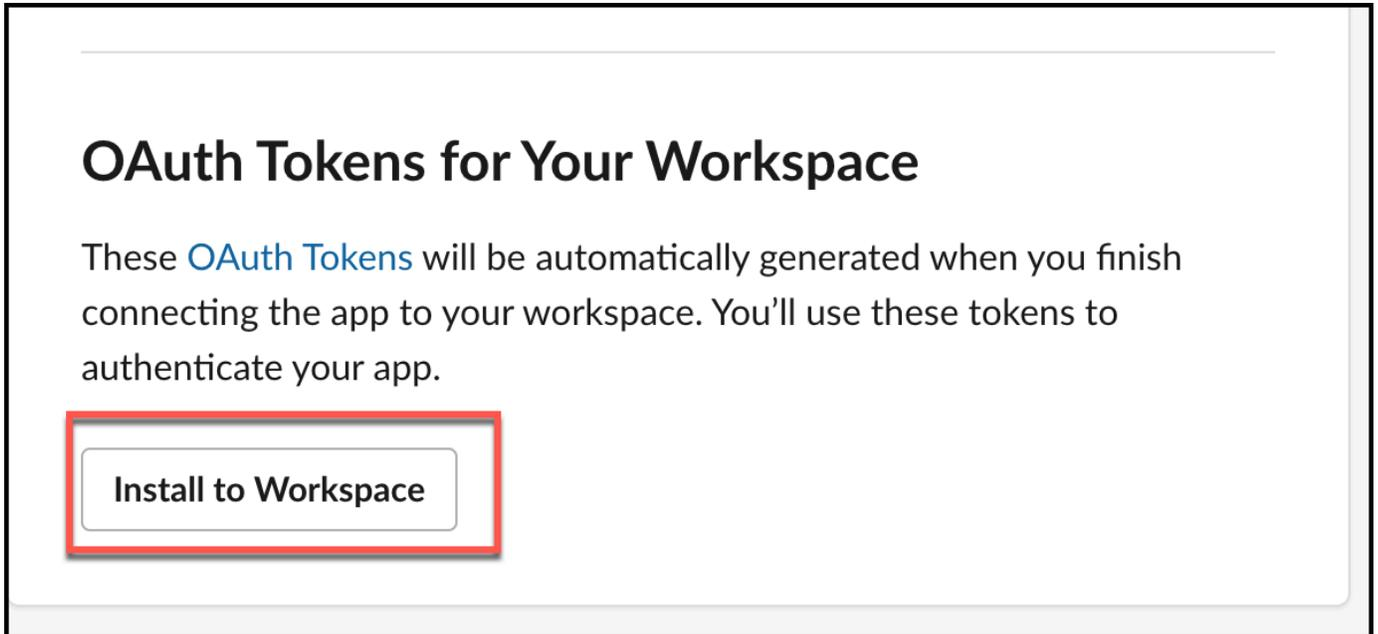 OAuth Tokens for Your Workspace
These OAuth Tokens will be automatically generated when you finish
connecting the app to your workspace. You’ll use these tokens to
authenticate your app.
Install to Workspace